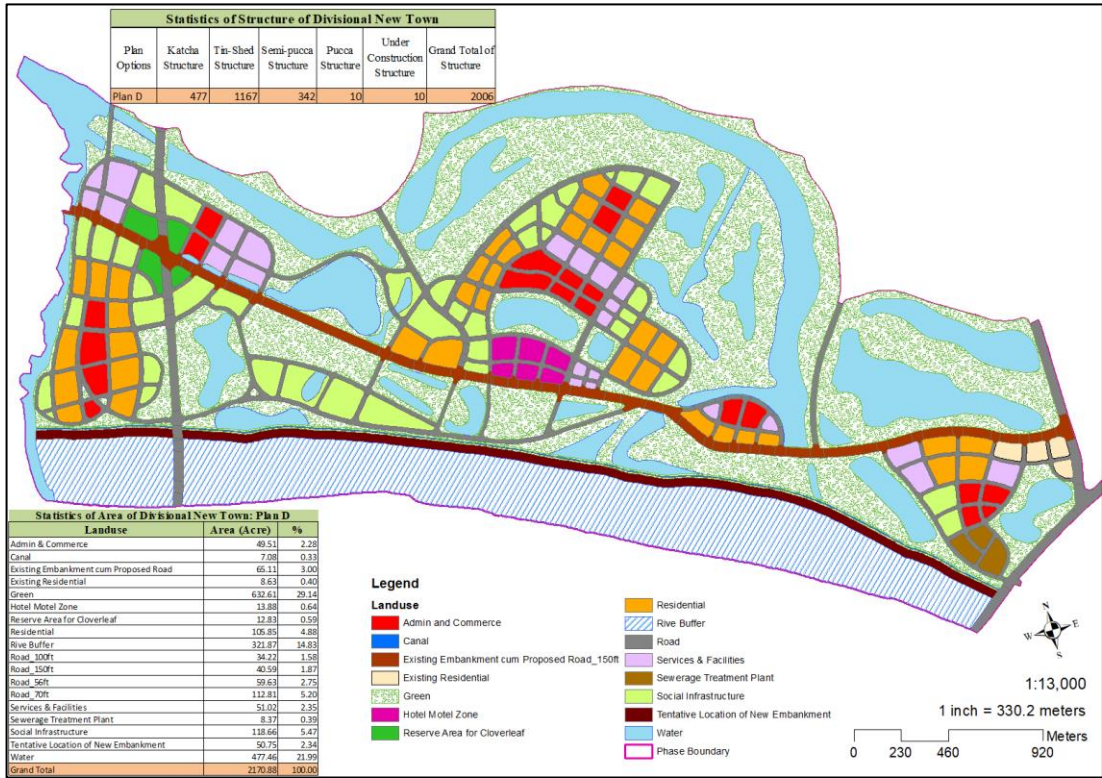 Statistics of Structure of Divisional New Town
Plan Options Katcha Structure Tin-Shed Structure Semi-pucca Structure Pucca Structure Under Construction Structure Grand Total of Structure
Plan D 477 1167 342 10 10 2006
Statistics of Area of Divisional New Town: Plan D
Landuse Area (Acre) %
Admin & Commerce 49.51 2.28
Canal 7.08 0.33
Existing Embankment cum Proposed Road 65.11 3.00
Existing Residential 8.63 0.40
Green 632.61 29.14
Hotel Motel Zone 13.88 0.64
Reserve Area for Cloverleaf 12.83 0.59
Residential 105.85 4.88
Rive Buffer 321.87 14.83
Road_100ft 34.22 1.58
Road_150ft 40.59 1.87
Road_56ft 59.63 2.75
Road_70ft 112.81 5.20
Services & Facilities 51.02 2.35
Sewerage Treatment Plant 8.37 0.39
Social Infrastructure 118.66 5.47
Tentative Location of New Embankment 50.75 2.34
Water 477.46 21.99
Grand Total 2170.88 100.00
Legend
Landuse
Admin and Commerce
Canal
Existing Embankment cum Proposed Road_150ft
Existing Residential
Green
Hotel Motel Zone
Reserve Area for Cloverleaf
Residential
Rive Buffer
Road
Services & Facilities
Sewerage Treatment Plant
Social Infrastructure
Tentative Location of New Embankment
Water
Phase Boundary
N
W E
S
1:13,000
1 inch = 330.2 meters
Meters
0 230 460 920